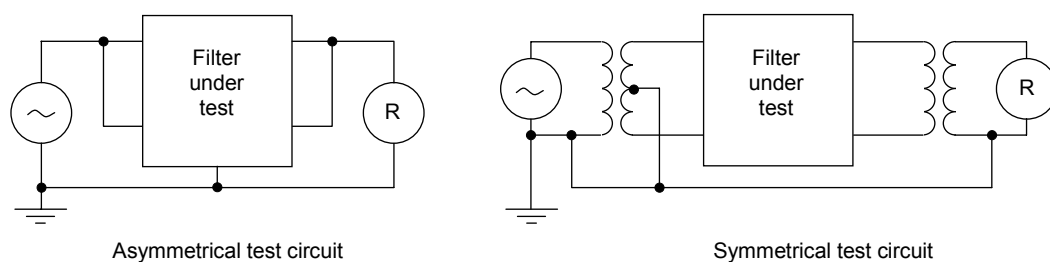 Filter
under
test
R
Asymmetrical test circuit
Filter
under
test
R
Symmetrical test circuit